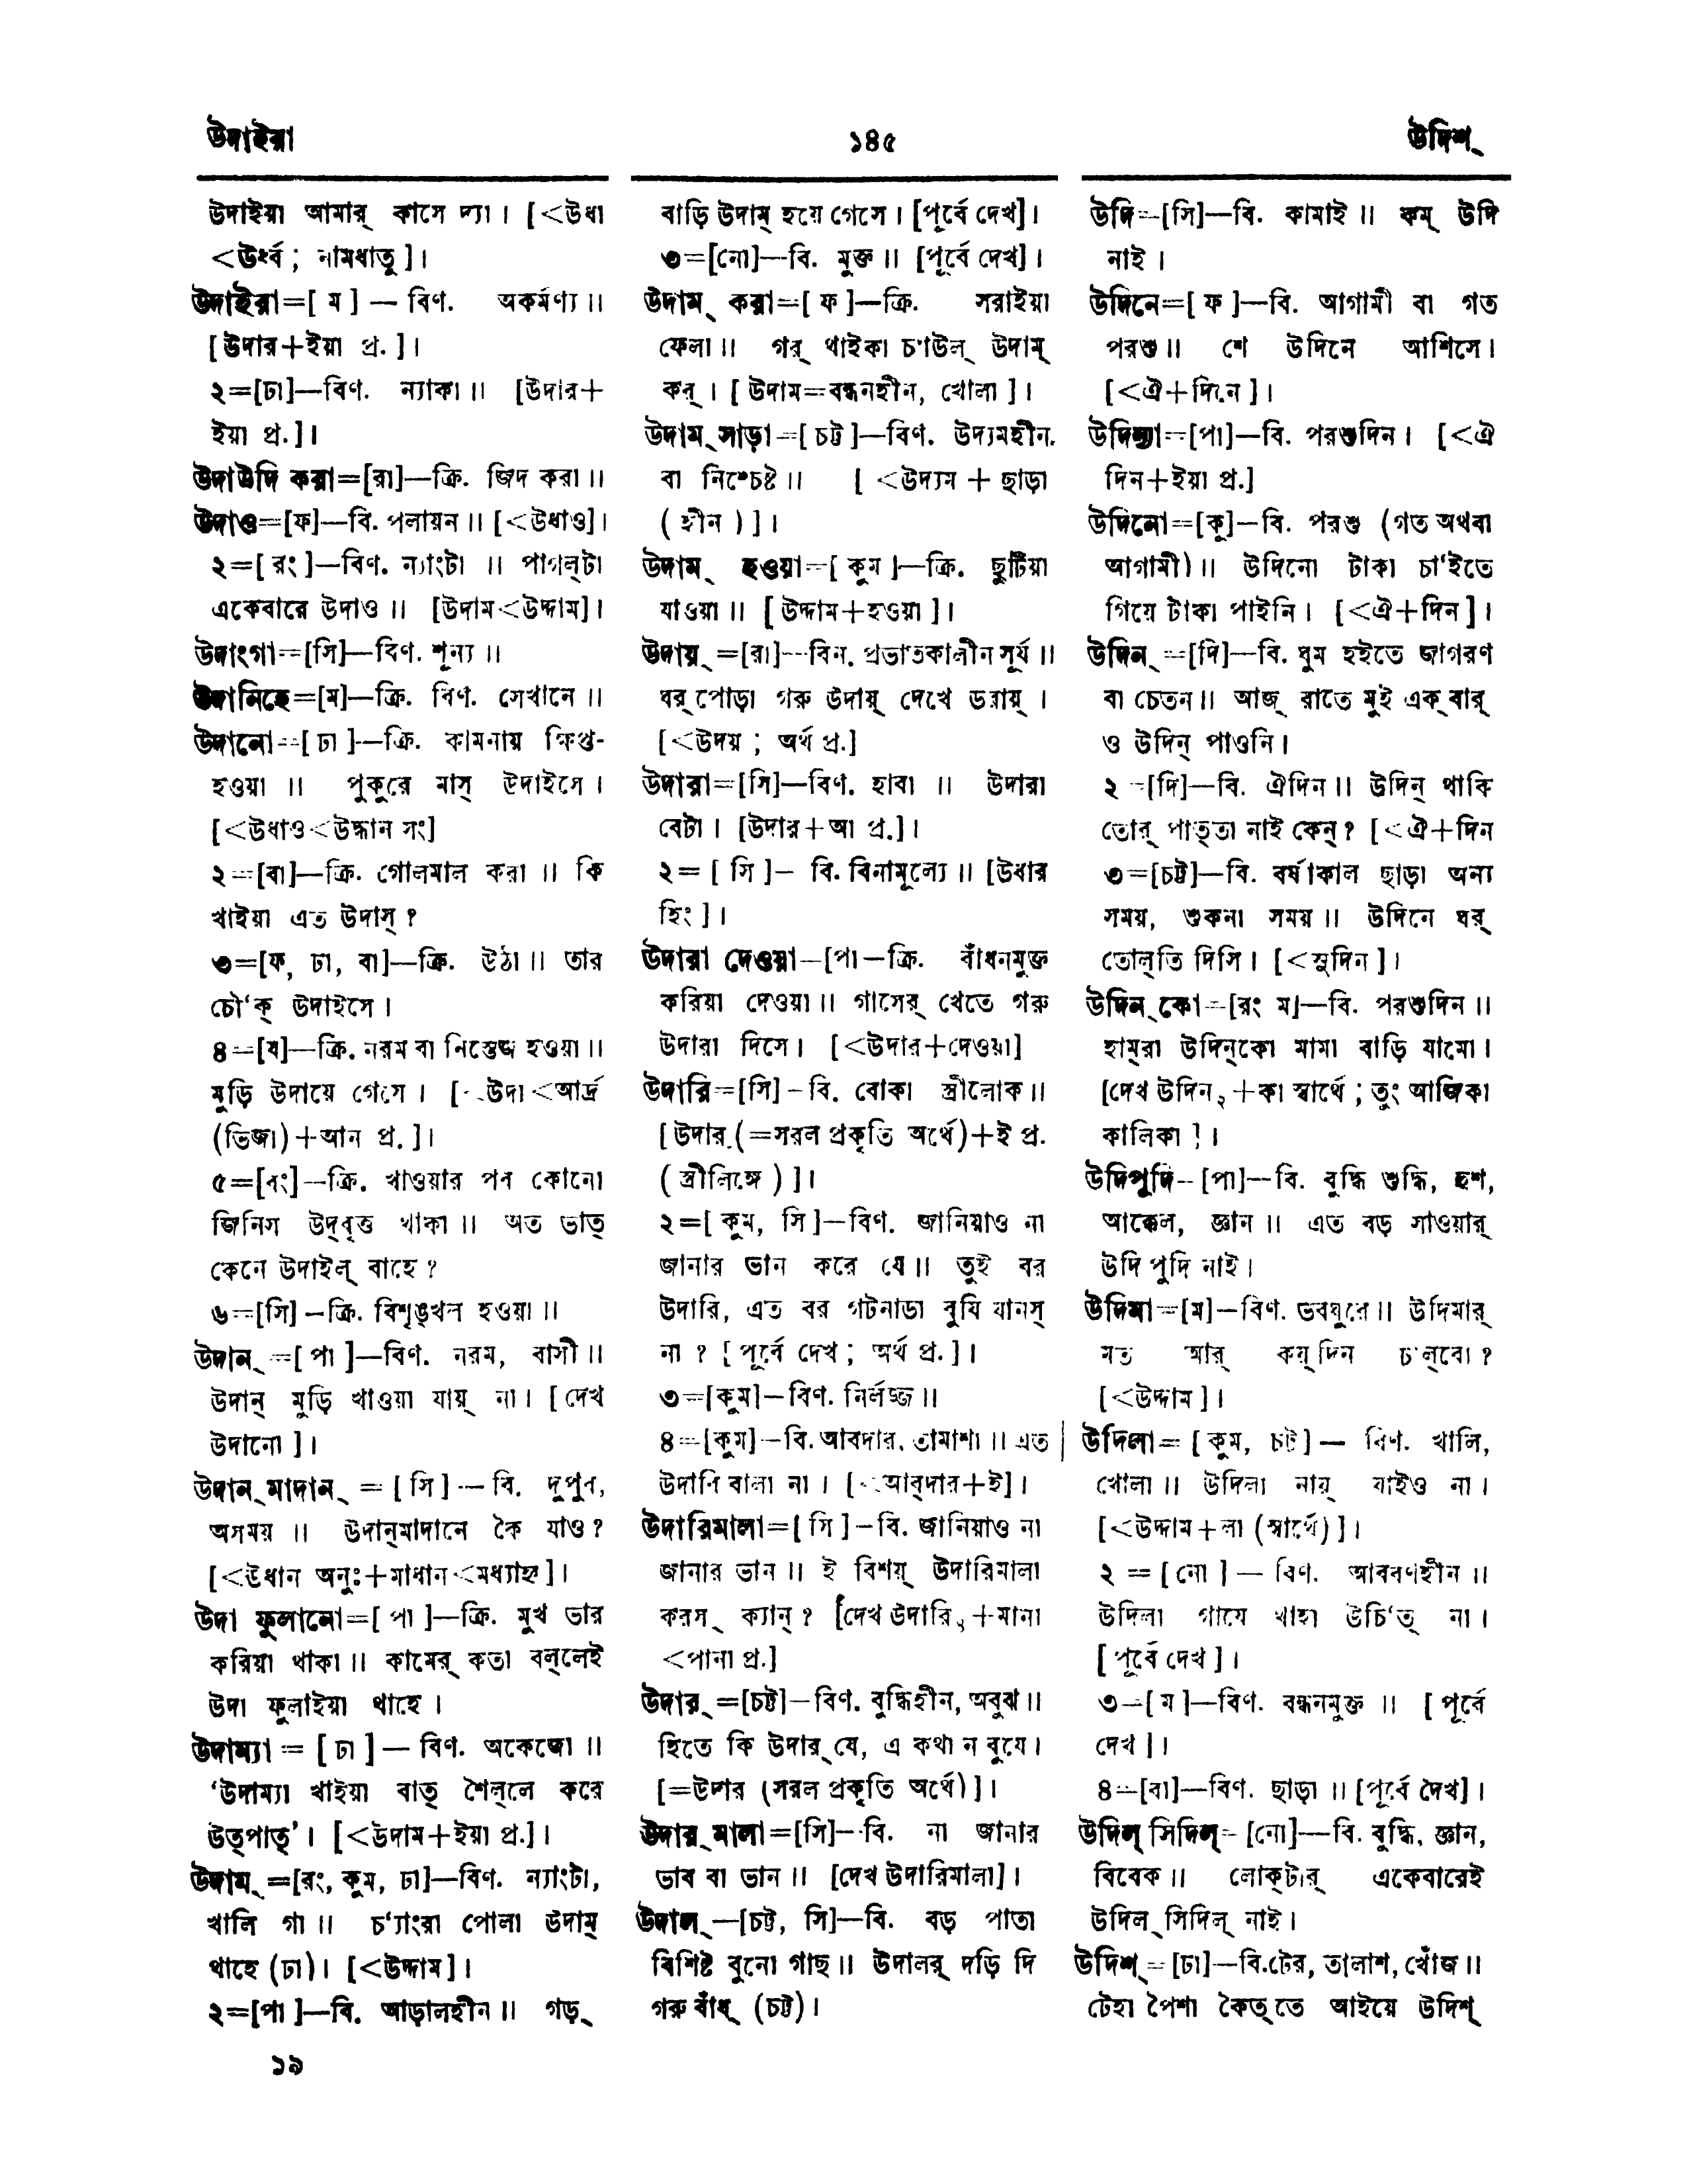 উদাইরা
১৪৫
উদিশ্
উদাইয়া আমার্ কাসে দ্যা। [<উধা
<উর্ধ্ব; নামধাতু]।
উদাইরা=[ম]—বিণ. অকর্মণ্য॥
[উদার+ইয়া প্র.]।
২=[ঢা]—বিণ. ন্যাকা॥ [উদার+
ইয়া প্র.]।
উদাউদি করা=[রা]—ক্রি. জিদ করা॥
উদাও=[ফ]—বি. পলায়ন॥ [<উধাও]।
২=[রং]—বিণ. ন্যাংটা॥ পাগল্‌টা
একেবারে উদাও॥ [উদাম<উদ্দাম]।
উদাংগা=[সি]—বিণ. শূন্য॥
উদানিহে=[ম]—ক্রি. বিণ. সেখানে॥
উদানো=[ঢা]—ক্রি. কামনায় ক্ষিপ্ত-
হওয়া॥ পুকুরে মাস্ উদাইসে।
[<উধাও<উদ্ধান সং]
২=[বা]—ক্রি. গোলমাল করা॥ কি
খাইয়া এত উদাস্?
৩=[ফ, ঢা, বা]—ক্রি. উঠা॥ তার
চৌ'ক্ উদাইসে।
৪=[য]—ক্রি. নরম বা নিস্তেজ হওয়া॥
মুড়ি উদায়ে গেসে। [<উদা<আর্দ্র
(ভিজা)+আন প্র.]।
৫=[রং]—ক্রি. খাওয়ার পর কোনো
জিনিস উদ্‌বৃত্ত থাকা॥ অত ভাত্
কেনে উদাইল্ বাহে?
৬=[সি]—ক্রি. বিশৃঙ্খল হওয়া॥
উদান্=[পা]—বিণ. নরম, বাসী॥
উদান্ মুড়ি খাওয়া যায়্ না। [দেখ
উদানো]।
উদান্‌মাদান্ = [সি]—বি. দুপুর,
অসময়॥ উদান্‌মাদানে কৈ যাও?
[<উধান অনুঃ+মাধান<মধ্যাহ্ন]।
উদা ফুলানো=[পা]—ক্রি. মুখ ভার
করিয়া থাকা॥ কামের্ কতা বল্‌লেই
উদা ফুলাইয়া থাহে।
উদাম্যা = [ঢা]—বিণ. অকেজো॥
'উদাম্যা খাইয়া বাত্ শৈল্‌লে করে
উত্‌পাত্'। [<উদাম+ইয়া প্র.]।
উদাম্=[রং, কুম, ঢা]—বিণ. ন্যাংটা,
খালি গা॥ চ'্যাংরা পোলা উদাম্
থাহে (ঢা)। [<উদ্দাম]।
২=[পা]—বি. আড়ালহীন॥ গড়্
১৯
বাড়ি উদাম্ হয়ে গেসে। [পূর্বে দেখ]।
৩=[নো]—বি. মুক্ত॥ [পূর্বে দেখ]।
উদাম্ করা=[ফ]—ক্রি. সরাইয়া
ফেলা॥ গর্ থাইকা চাউল্ উদাম্
কর্। [উদাম=বন্ধনহীন, খোলা]।
উদাম্‌সাড়া=[চট্ট]—বিণ. উদ্যমহীন.
বা নিশ্চেষ্ট॥ [<উদ্যম + ছাড়া
(হীন)]।
উদাম্ হওয়া=[কুম]—ক্রি. ছুটিয়া
যাওয়া॥ [উদ্দাম+হওয়া]।
উদায়্=[রা]—বিন. প্রভাতকালীন সূর্য॥
ঘর্‌পোড়া গরু উদায়্ দেখে ডরায়্।
[<উদয়; অর্থ প্র.]
উদারা=[সি]—বিণ. হাবা॥ উদারা
বেটা। [উদার+আ প্র.]।
২=[সি]—বি. বিনামূল্যে॥ [উধার
হিং]।
উদারা দেওয়া—[পা—ক্রি. বাঁধনমুক্ত
করিয়া দেওয়া॥ গাসের্ খেতে গরু
উদারা দিসে। [<উদার+দেওয়া]
উদারি=[সি]—বি. বোকা স্ত্রীলোক॥
[উদার (=সরল প্রকৃতি অর্থে)+ই প্র.
(স্ত্রীলিঙ্গে)]।
২=[কুম, সি]—বিণ. জানিয়াও না
জানার ভান করে যে॥ তুই বর
উদারি, এত বর গটনাডা বুযি যানস্
না? [পূর্বে দেখ; অর্থ প্র.]।
৩=[কুম]—বিণ. নির্লজ্জ॥
৪=[কুম]—বি. আবদার. তামাশা॥ এত
উদারি বালা না। [<আব্‌দার+ই]।
উদারিমালা=[সি]—বি. জানিয়াও না
জানার ভান॥ ই বিশয়্ উদারিমালা
করস্ ক্যান্? [দেখ উদারি২+মানা
<পানা প্র.]
উদার্=[চট্ট]—বিণ. বুদ্ধিহীন, অবুঝ॥
হিতে কি উদার্ যে, এ কথা ন বুযে।
[=উদার (সরল প্রকৃতি অর্থে)]।
উদার্ মালা=[সি]—বি. না জানার
ভাব বা ভান॥ [দেখ উদারিমালা]।
উদাল্—[চট্ট, সি]—বি. বড় পাতা
বিশিষ্ট বুনো গাছ॥ উদালর্ দড়ি দি
গরু বাঁধ্ (চট্ট)।
উদি=[সি]—বি. কামাই॥ কম্ উদি
নাই।
উদিনে=[ফ]—বি. আগামী বা গত
পরশু॥ শে উদিনে আশিসে।
[<ঐ+দিনে]।
উদিন্যা=[পা]—বি. পরশুদিন। [<ঐ
দিন+ইয়া প্র.]
উদিনো=[কু]—বি. পরশু (গত অথবা
আগামী)॥ উদিনো টাকা চা'ইতে
গিয়ে টাকা পাইনি। [<ঐ+দিন]।
উদিন্=[দি]—বি. ঘুম হইতে জাগরণ
বা চেতন॥ আজ্ রাতে মুই এক্‌বার্
ও উদিন্ পাওনি।
২=[দি]—বি. ঐদিন॥ উদিন্ থাকি
তোর্ পাত্‌তা নাই কেন্? [<ঐ+দিন
৩=[চট্ট]—বি. বর্ষাকাল ছাড়া অন্য
সময়, শুকনা সময়॥ উদিনে ঘর্
তোল্‌তি দিসি। [<সুদিন]।
উদিন্‌কো=[রং ম]—বি. পরশুদিন॥
হাম্‌রা উদিন্‌কো মামা বাড়ি যামো।
[দেখ উদিন্২+কা স্বার্থে; তুং আজিকা
কালিকা]।
উদিপুদি—[পা]—বি. বুদ্ধি শুদ্ধি, হুশ,
আক্কেল, জ্ঞান॥ এত বড় সাওয়ার্
উদি পুদি নাই।
উদিমা=[ম]—বিণ. ভবঘুরে॥ উদিমার্
মত আর্ কয়্‌দিন চ'ল্‌বো?
[<উদ্দাম]।
উদিলা=[কুম, চট্ট]—বিণ. খালি,
খোলা॥ উদিলা নায়্ যাইও না।
[<উদ্দাম+লা (স্বার্থে)]।
২=[নো]—বিণ. আবরণহীন॥
উদিলা গাযে খাহা উচি'ত্ না।
[পূর্বে দেখ]।
৩—[ম]—বিণ. বন্ধনমুক্ত॥ [পূর্বে
দেখ]।
৪=[বা]—বিণ. ছাড়া॥ [পূর্বে দৈখ]।
উদিল্ সিদিল্=[নো]—বি. বুদ্ধি, জ্ঞান,
বিবেক॥ লোক্‌টার্ একেবারেই
উদিল্ সিদিল্ নাই।
উদিশ্=[ঢা]—বি.টের, তালাশ, খোঁজ॥
টেহা পৈশা কৈত্‌তে আইয়ে উদিশ্